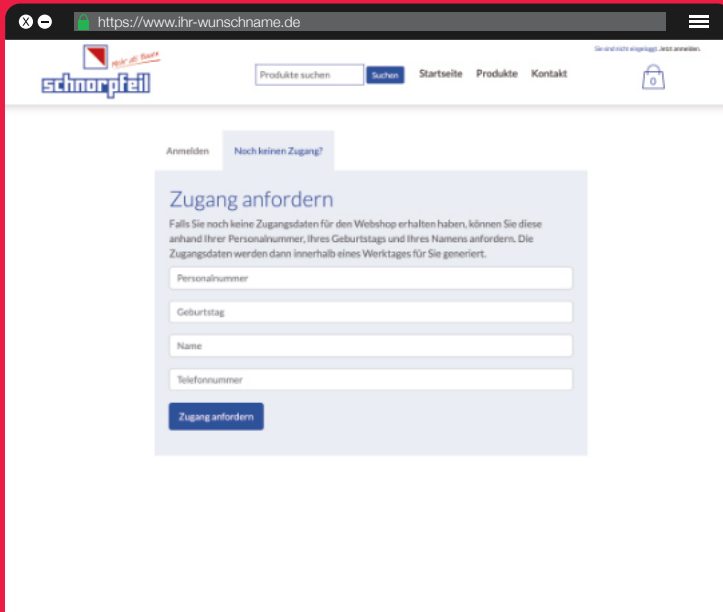 https://www.ihr-wunschname.de
Sie sind nicht eingeloggt. Jetzt anmelden.
Mehr als Bauen
schnorpfeil
Produkte suchen
Suchen
Startseite Produkte Kontakt
0
Anmelden
Noch keinen Zugang?
Zugang anfordern
Falls Sie noch keine Zugangsdaten für den Webshop erhalten haben, können Sie diese
anhand Ihrer Personalnummer, Ihres Geburtstags und Ihres Namens anfordern. Die
Zugangsdaten werden dann innerhalb eines Werktages für Sie generiert.
Personalnummer
Geburtstag
Name
Telefonnummer
Zugang anfordern